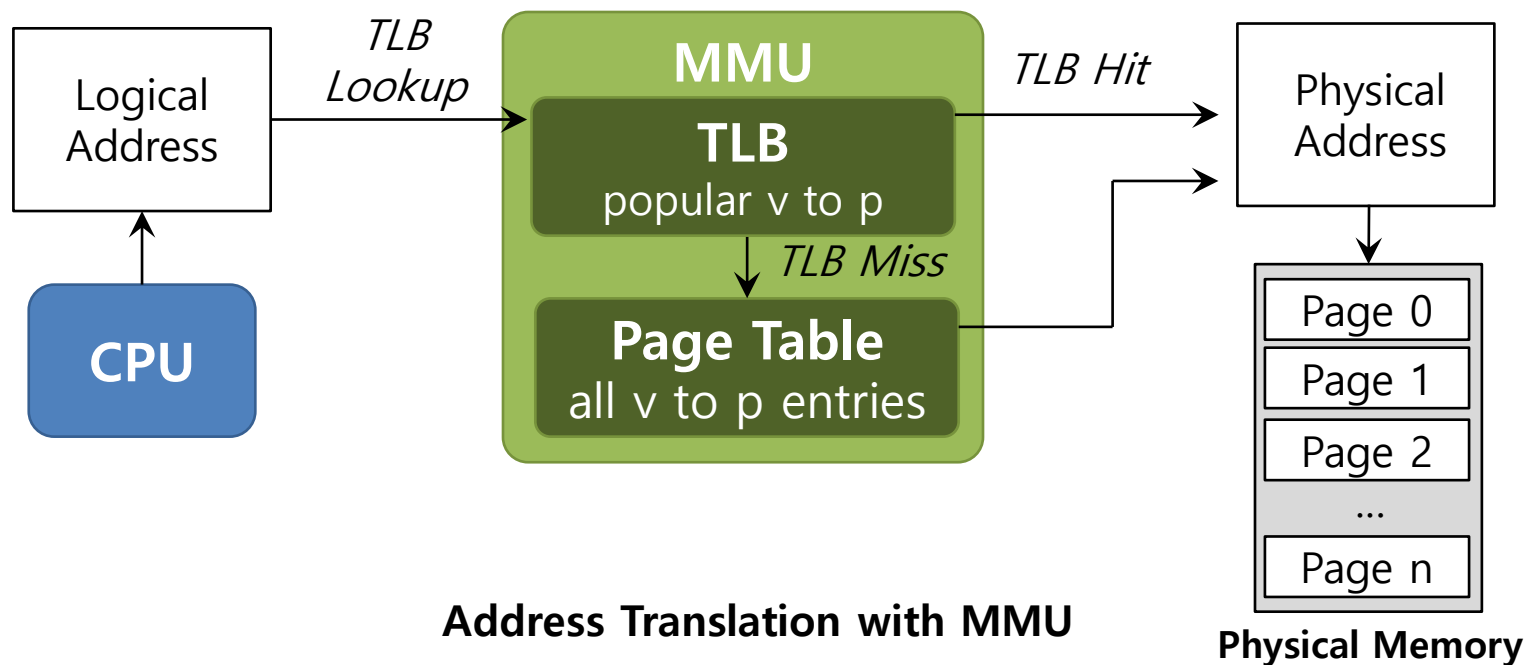 Logical
Address
CPU
TLB
Lookup
MMU
TLB
popular v to p
TLB Miss
Page Table
all v to p entries
TLB Hit
Physical
Address
Page 0
Page 1
Page 2
...
Page n
Physical Memory
Address Translation with MMU